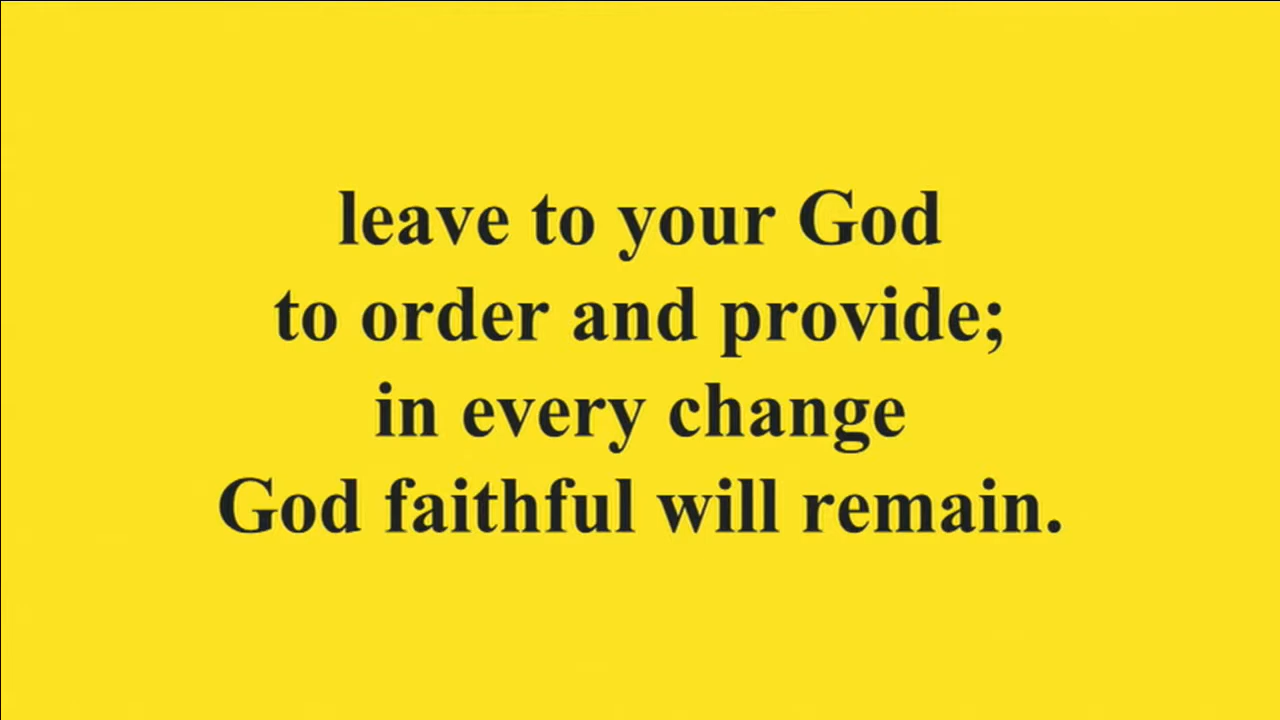 leave to your God
to order and provide;
in every change
God faithful will remain.